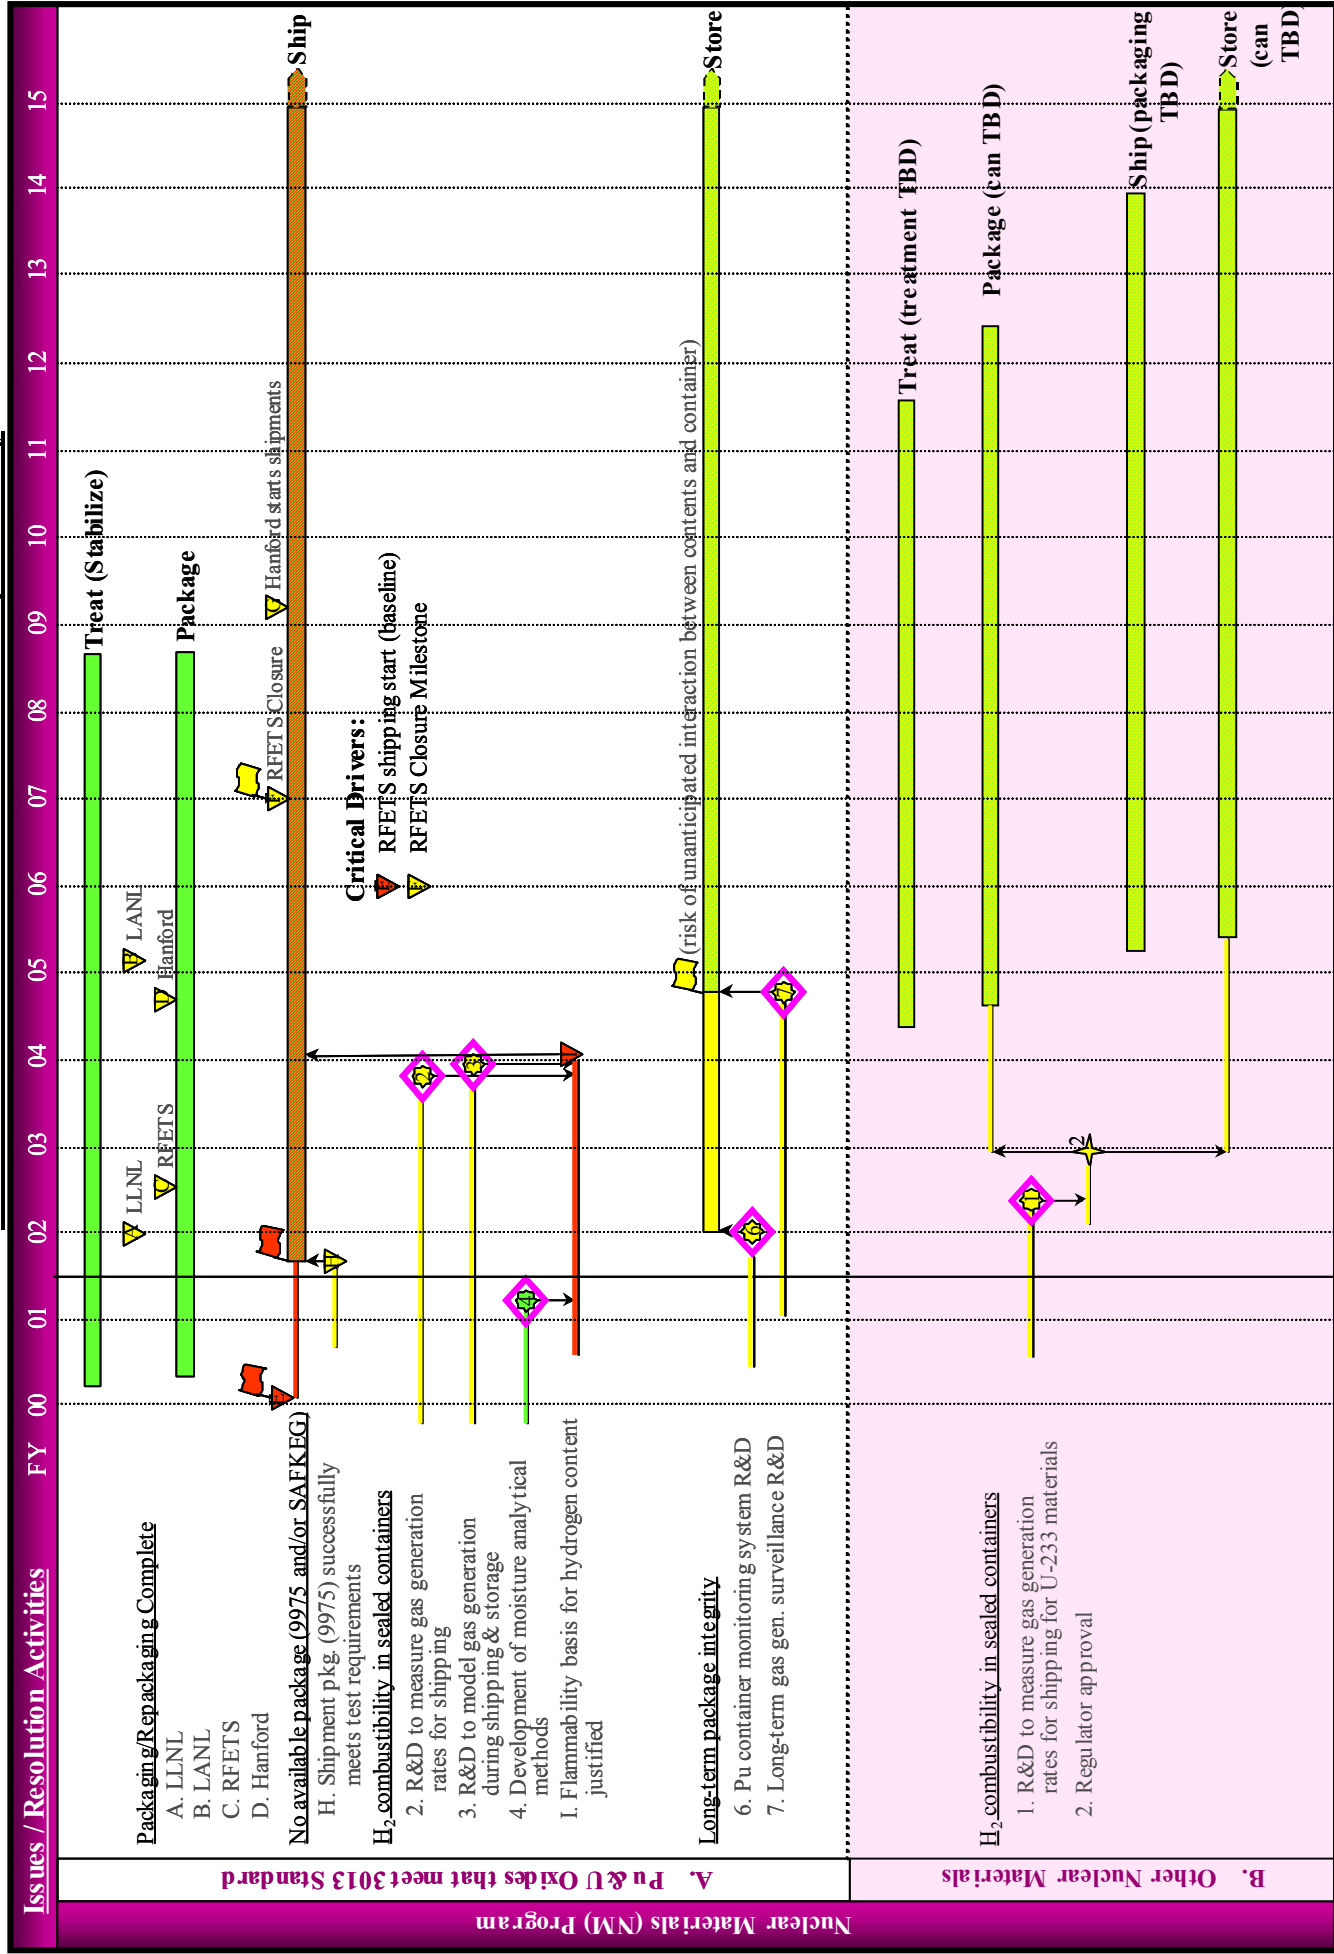 Issues / Resolution Activities
FY 00 01 02 03 04 05 06 07 08 09 10 11 12 13 14 15
Nuclear Materials (NM) Program
A. Pu & U Oxides that meet 3013 Standard
Treat (Stabilize)
Packaging/Repackaging Complete
A. LLNL
B. LANL
C. RFETS
D. Hanford
A LLNL
B LANL
C RFETS
D Hanford
Package
No available package (9975 and/or SAFKEG)
H. Shipment pkg. (9975) successfully
meets test requirements
H
E
F RFETS Closure
G Hanford starts shipments
Ship
Critical Drivers:
E RFETS shipping start (baseline)
F RFETS Closure Milestone
H2 combustibility in sealed containers
2. R&D to measure gas generation
rates for shipping
2
3. R&D to model gas generation
during shipping & storage
3
4. Development of moisture analytical
methods
4
I. Flammability basis for hydrogen content
justified
I
(risk of unanticipated interaction between contents and container)
Store
Long-term package integrity
6. Pu container monitoring system R&D
6
7. Long-term gas gen. surveillance R&D
7
B. Other Nuclear Materials
Treat (treatment TBD)
Package (can TBD)
H2 combustibility in sealed containers
1. R&D to measure gas generation
rates for shipping for U-233 materials
1
2. Regulator approval
2
Ship (packaging
TBD)
Store
(can
TBD)